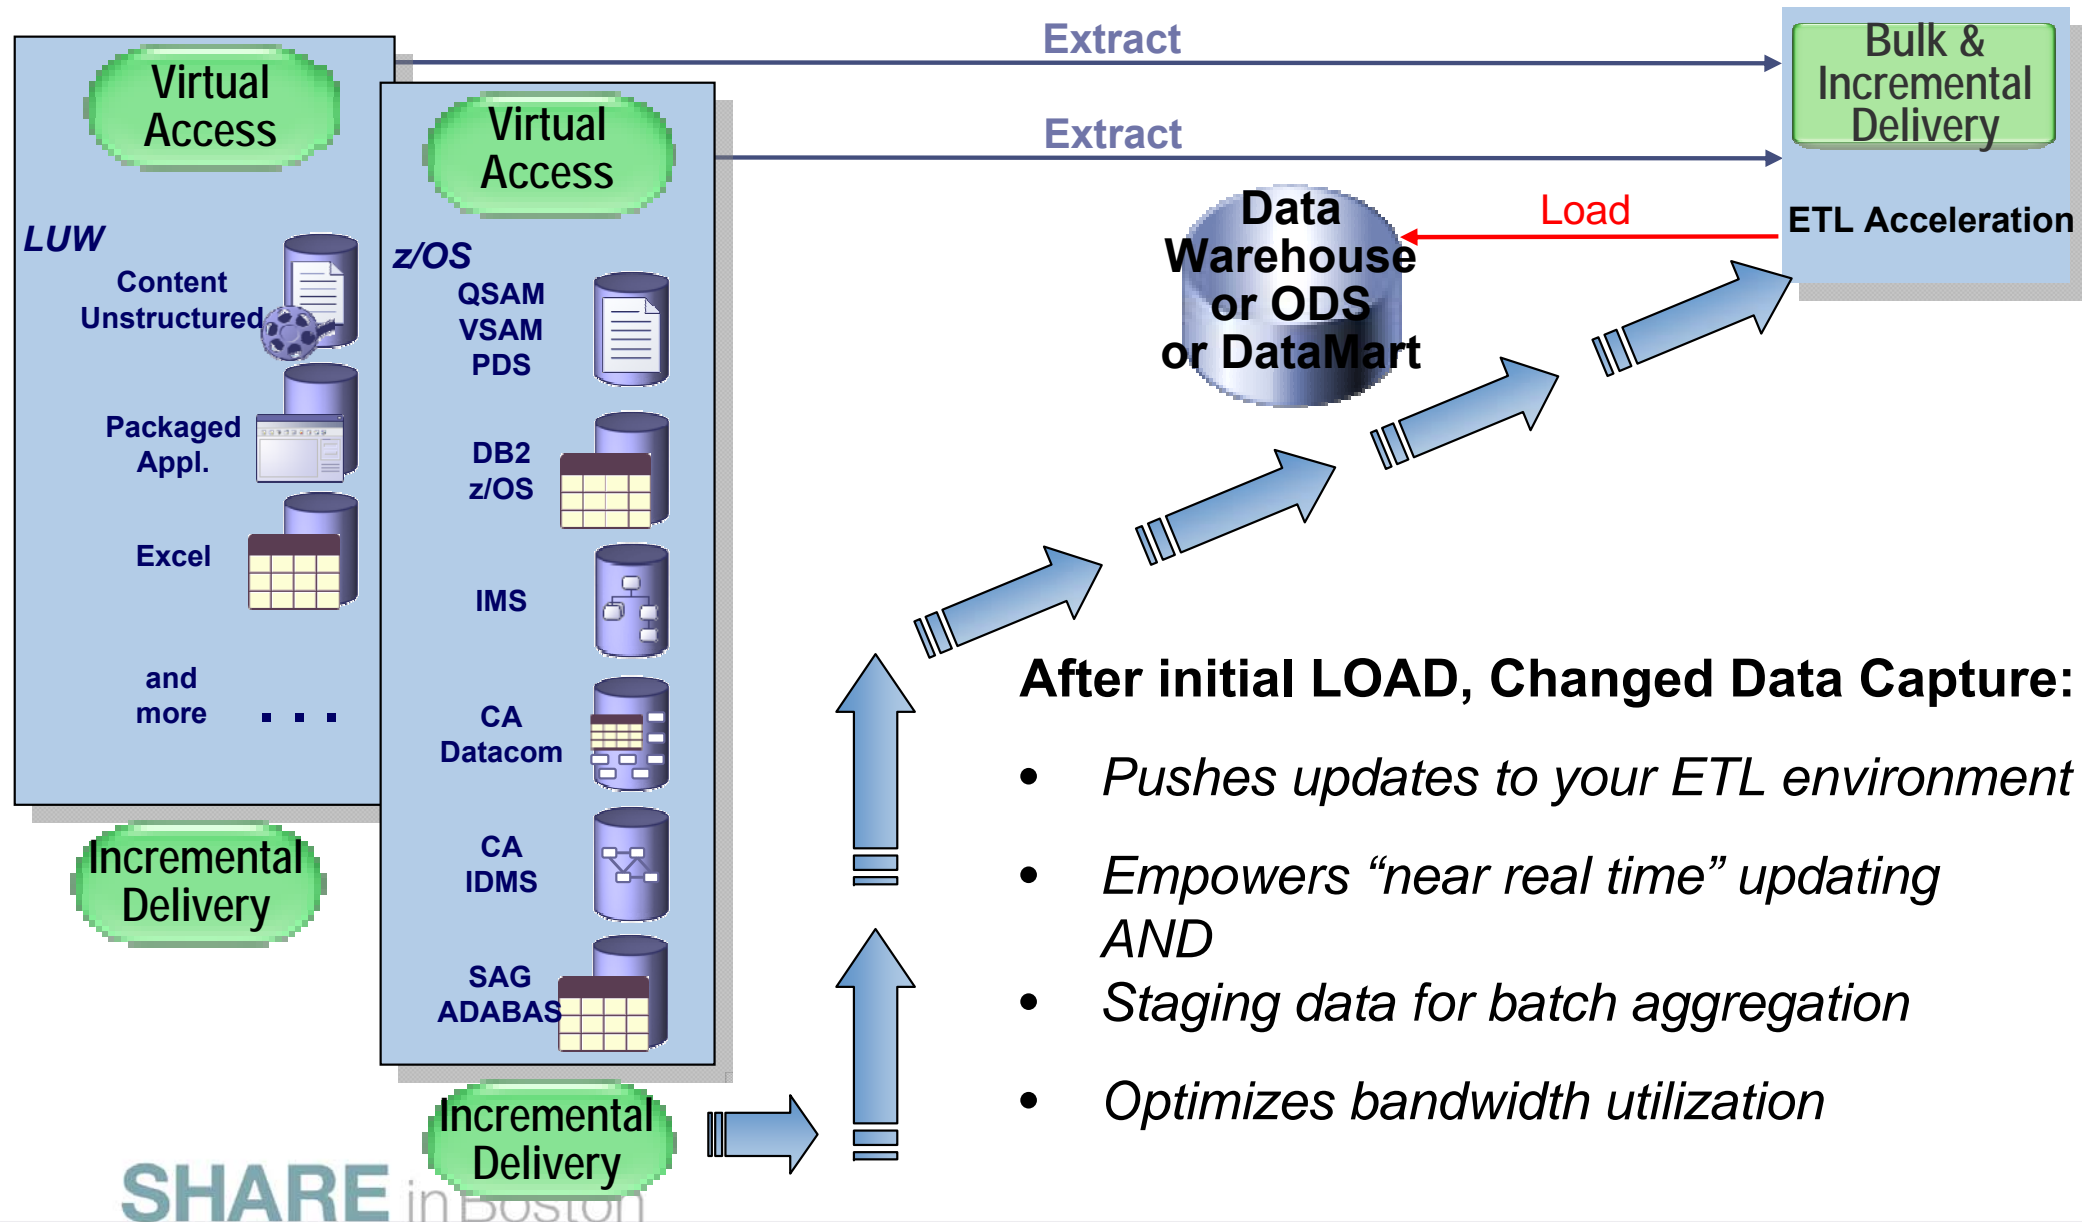 Virtual
Access
LUW
Content
Unstructured
Packaged
Appl.
Excel
and
more . . .
Incremental
Delivery
Virtual
Access
z/OS
QSAM
VSAM
PDS
DB2
z/OS
IMS
CA
Datacom
CA
IDMS
SAG
ADABAS
Incremental
Delivery
Extract
Extract
Bulk &
Incremental
Delivery
ETL Acceleration
Load
Data
Warehouse
or ODS
or DataMart
After initial LOAD, Changed Data Capture:
• Pushes updates to your ETL environment
• Empowers “near real time” updating
AND
• Staging data for batch aggregation
• Optimizes bandwidth utilization
SHARE in Boston